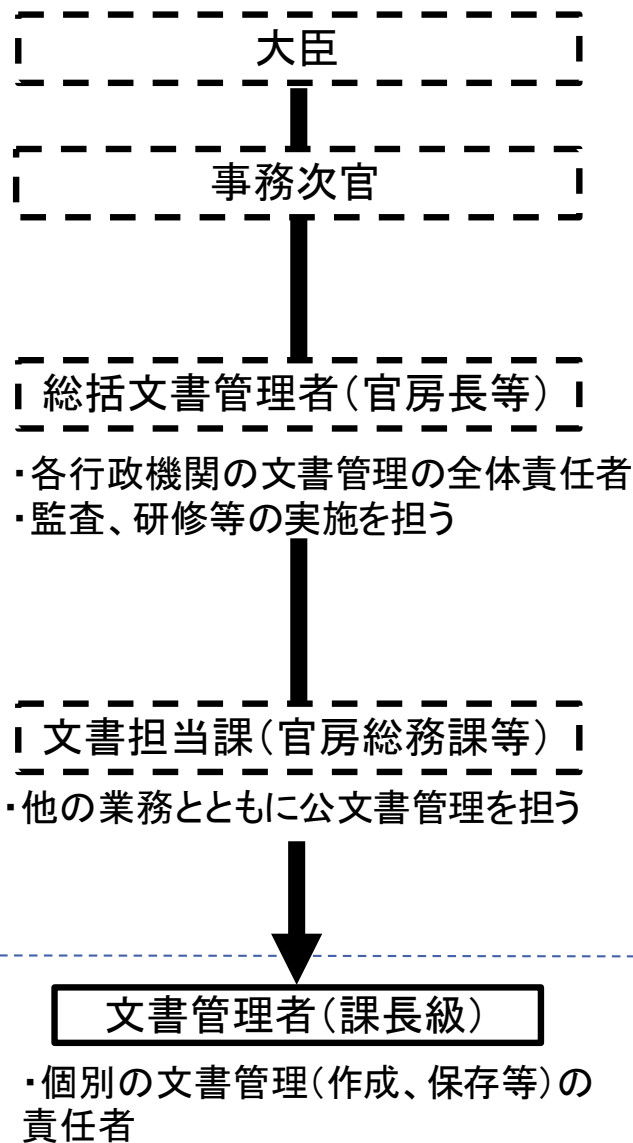 大臣
事務次官
総括文書管理者（官房長等）
・各行政機関の文書管理の全体責任者
・監査、研修等の実施を担う
文書担当課（官房総務課等）
・他の業務とともに公文書管理を担う
文書管理者（課長級）
・個別の文書管理（作成、保存等）の
責任者